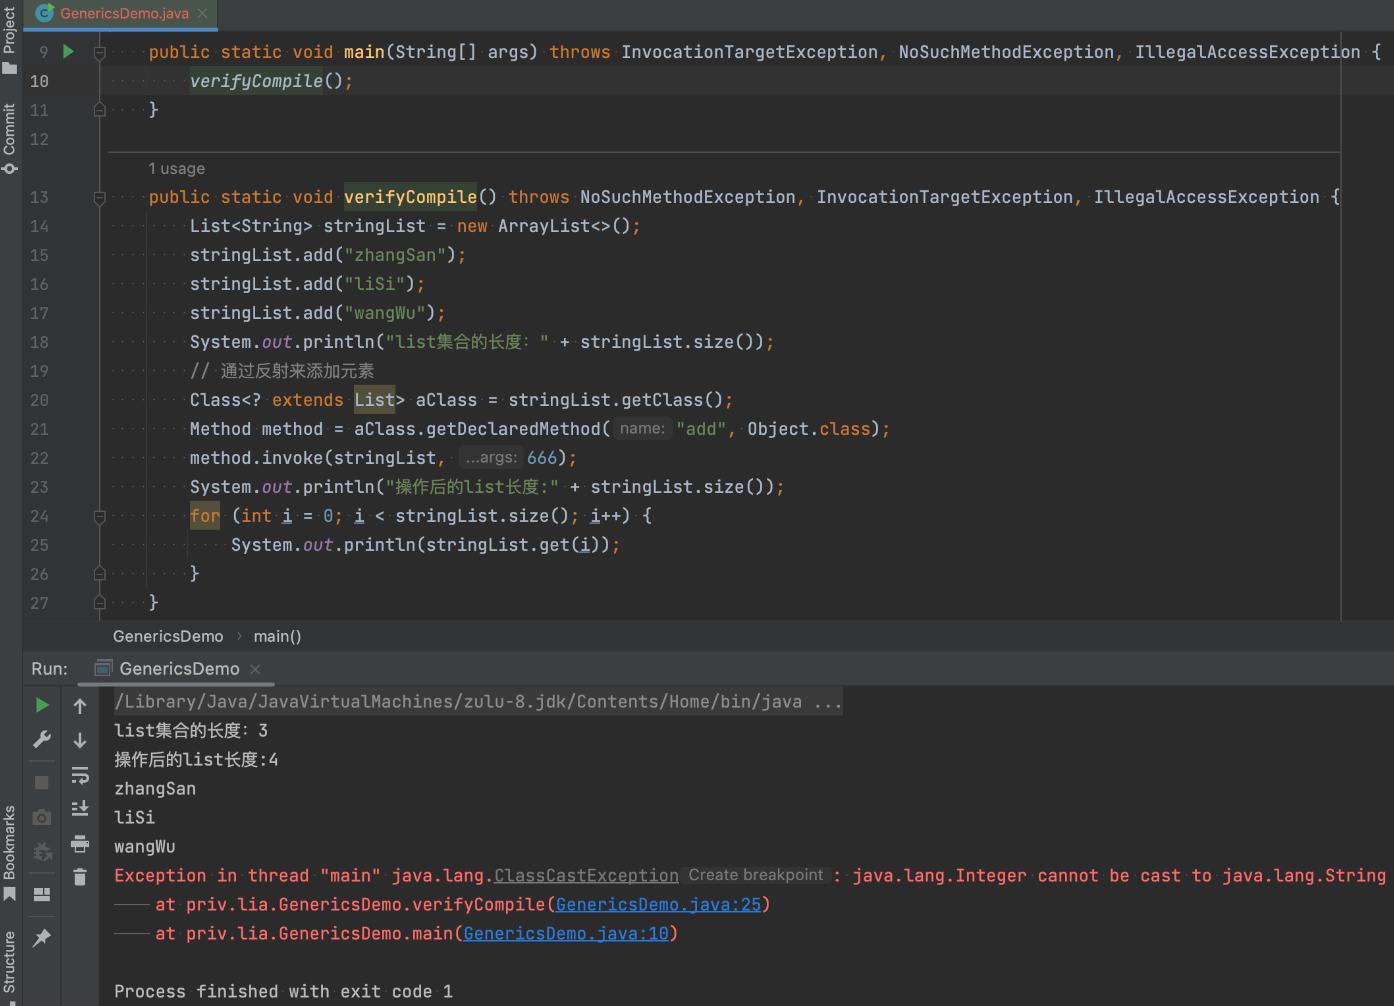 GenericsDemo.java
Project
Commit
9 public static void main(String[] args) throws InvocationTargetException, NoSuchMethodException, IllegalAccessException {
10 verifyCompile();
11 }
12
1 usage
13 public static void verifyCompile() throws NoSuchMethodException, InvocationTargetException, IllegalAccessException {
14 List<String> stringList = new ArrayList<>();
15 stringList.add("zhangSan");
16 stringList.add("liSi");
17 stringList.add("wangWu");
18 System.out.println("list集合的长度：" + stringList.size());
19 // 通过反射来添加元素
20 Class<? extends List> aClass = stringList.getClass();
21 Method method = aClass.getDeclaredMethod( name: "add", Object.class);
22 method.invoke(stringList, ...args: 666);
23 System.out.println("操作后的list长度:" + stringList.size());
24 for (int i = 0; i < stringList.size(); i++) {
25 System.out.println(stringList.get(i));
26 }
27 }
GenericsDemo › main()
Run: GenericsDemo
/Library/Java/JavaVirtualMachines/zulu-8.jdk/Contents/Home/bin/java ...
list集合的长度：3
操作后的list长度:4
zhangSan
liSi
wangWu
Exception in thread "main" java.lang.ClassCastException Create breakpoint : java.lang.Integer cannot be cast to java.lang.String
at priv.lia.GenericsDemo.verifyCompile(GenericsDemo.java:25)
at priv.lia.GenericsDemo.main(GenericsDemo.java:10)
Process finished with exit code 1
Bookmarks
Structure